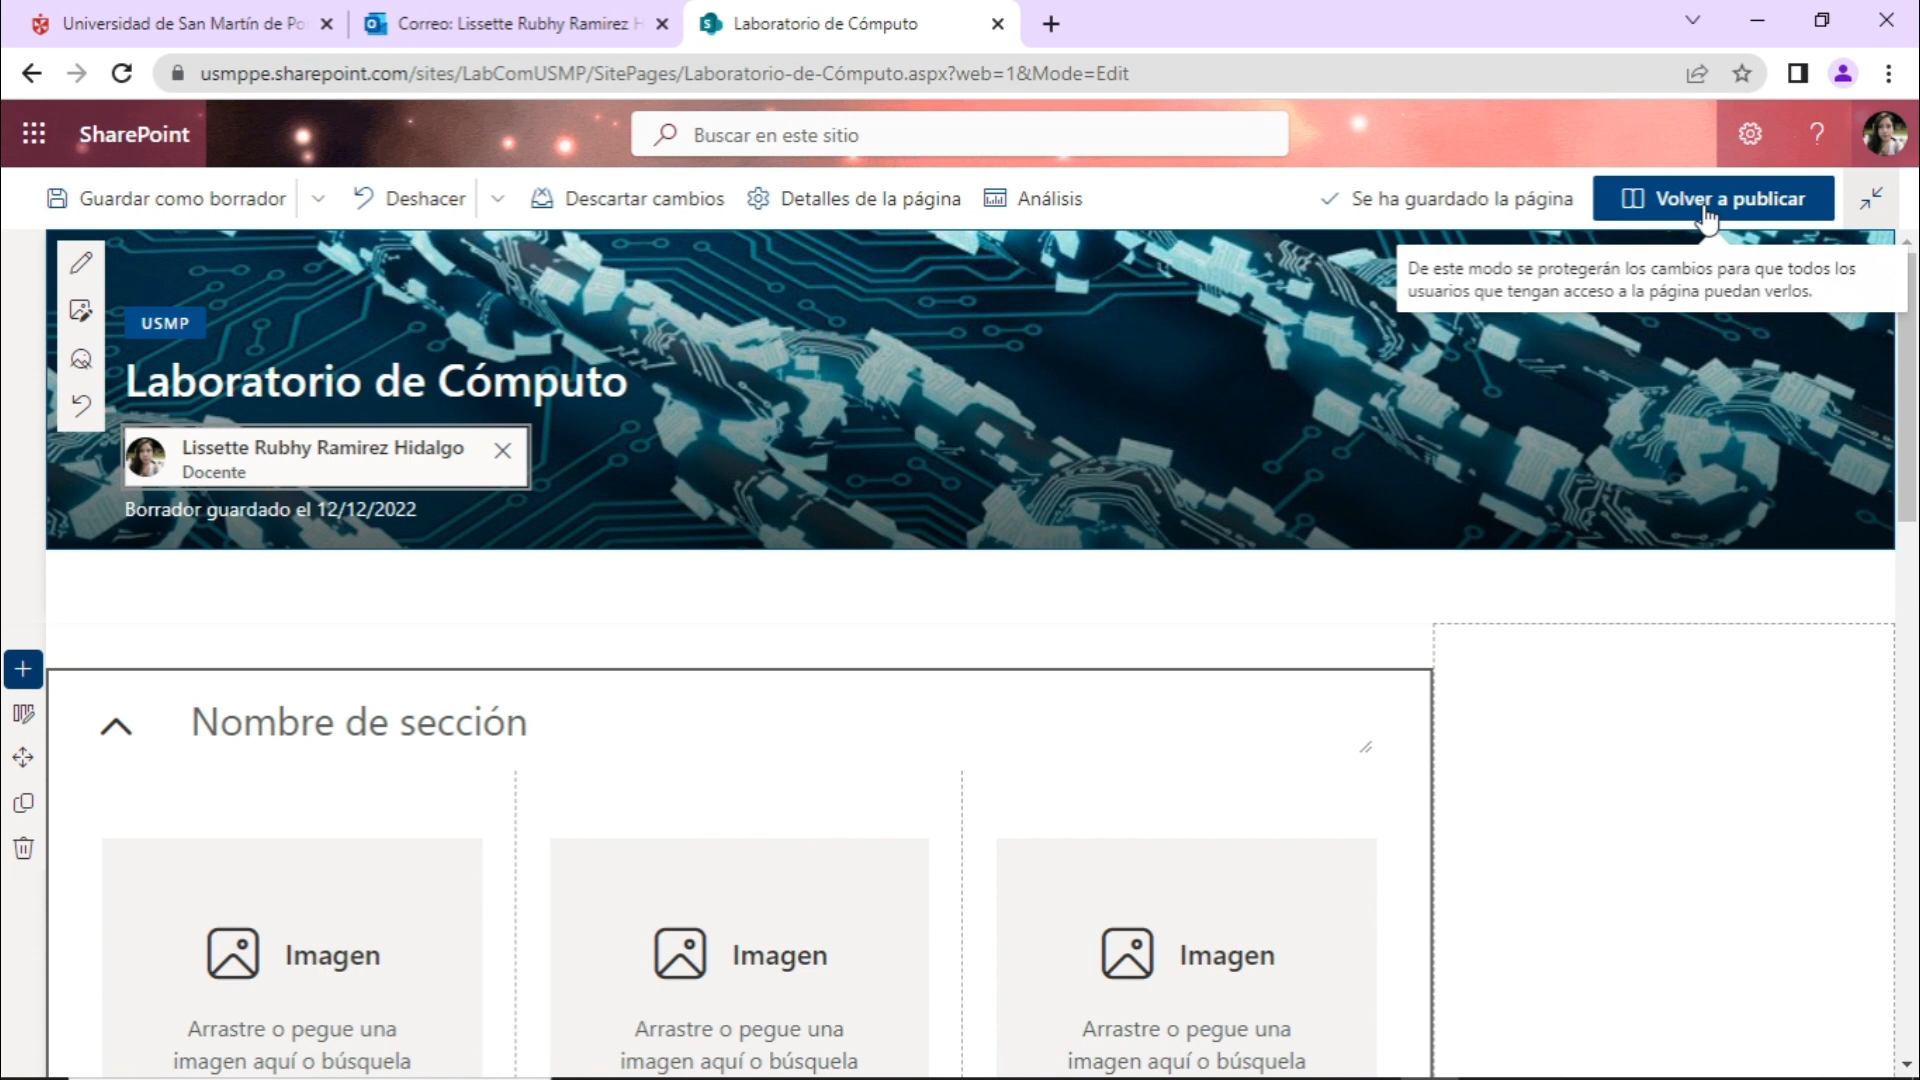 Universidad de San Martín de Po
Correo: Lissette Rubhy Ramirez H
Laboratorio de Cómputo
usmppe.sharepoint.com/sites/LabComUSMP/SitePages/Laboratorio-de-Cómputo.aspx?web=1&Mode=Edit
SharePoint
Buscar en este sitio
Guardar como borrador
Deshacer
Descartar cambios
Detalles de la página
Análisis
Se ha guardado la página
Volver a publicar
De este modo se protegerán los cambios para que todos los
usuarios que tengan acceso a la página puedan verlos.
USMP
Laboratorio de Cómputo
Lissette Rubhy Ramirez Hidalgo
Docente
Borrador guardado el 12/12/2022
Nombre de sección
Imagen
Arrastre o pegue una
imagen aquí o búsquela
Imagen
Arrastre o pegue una
imagen aquí o búsquela
Imagen
Arrastre o pegue una
imagen aquí o búsquela